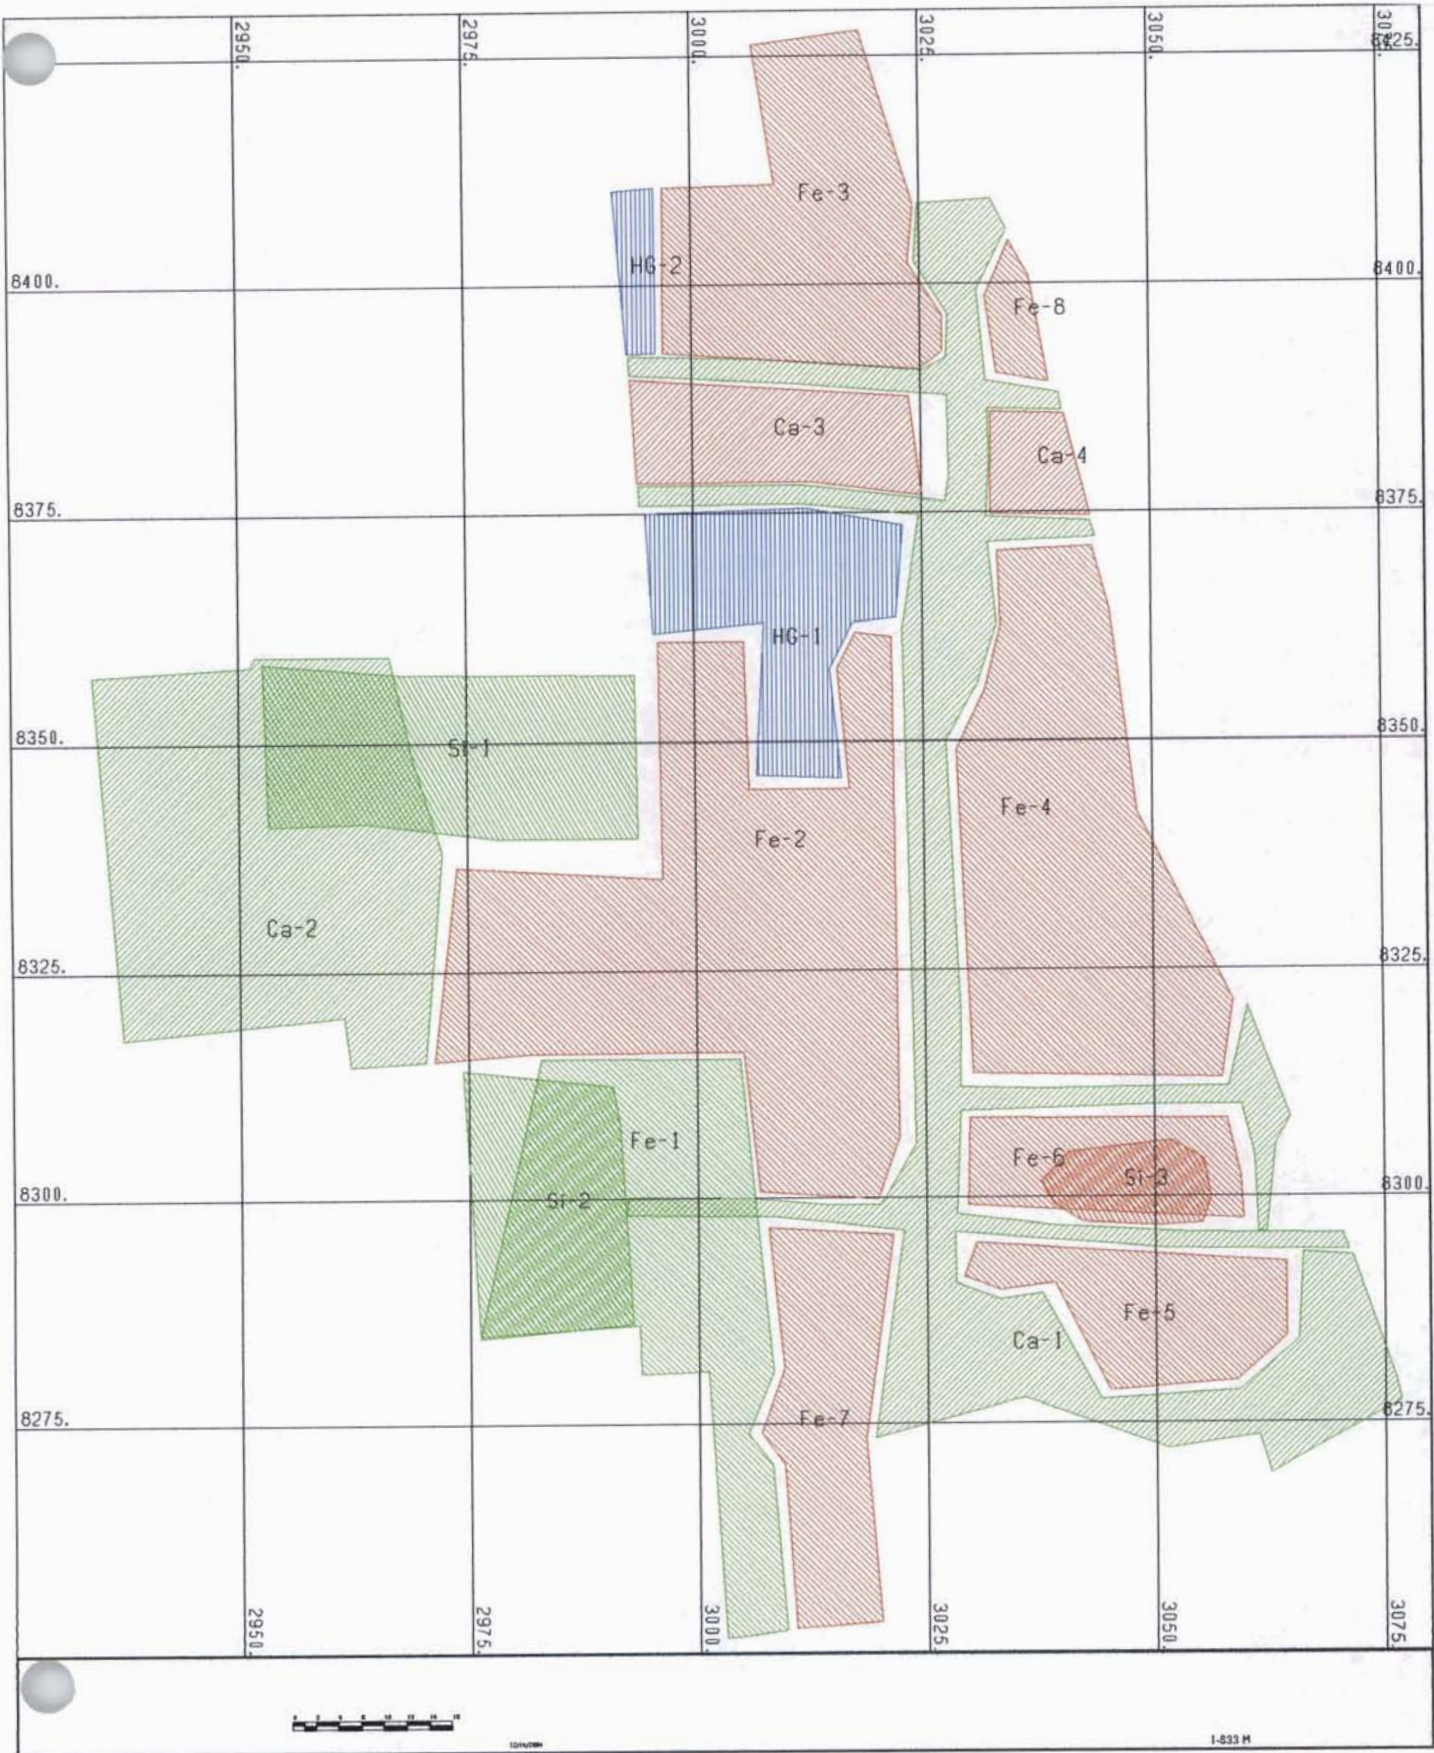 2950. 2975. 3000. 3025. 3050.
8425.
Fe-3
HG-2
8400. 8400.
Fe-8
Ca-3
Ca-4
8375. 8375.
HG-1
8350. Si-1 8350.
Fe-2 Fe-4
Ca-2
8325. 8325.
Fe-1 Fe-6
Si-3
8300. Si-2 8300.
Fe-5
Ca-1
8275. Fe-7 8275.
2950. 2975. 3000. 3025. 3050. 3075.
1-833 M